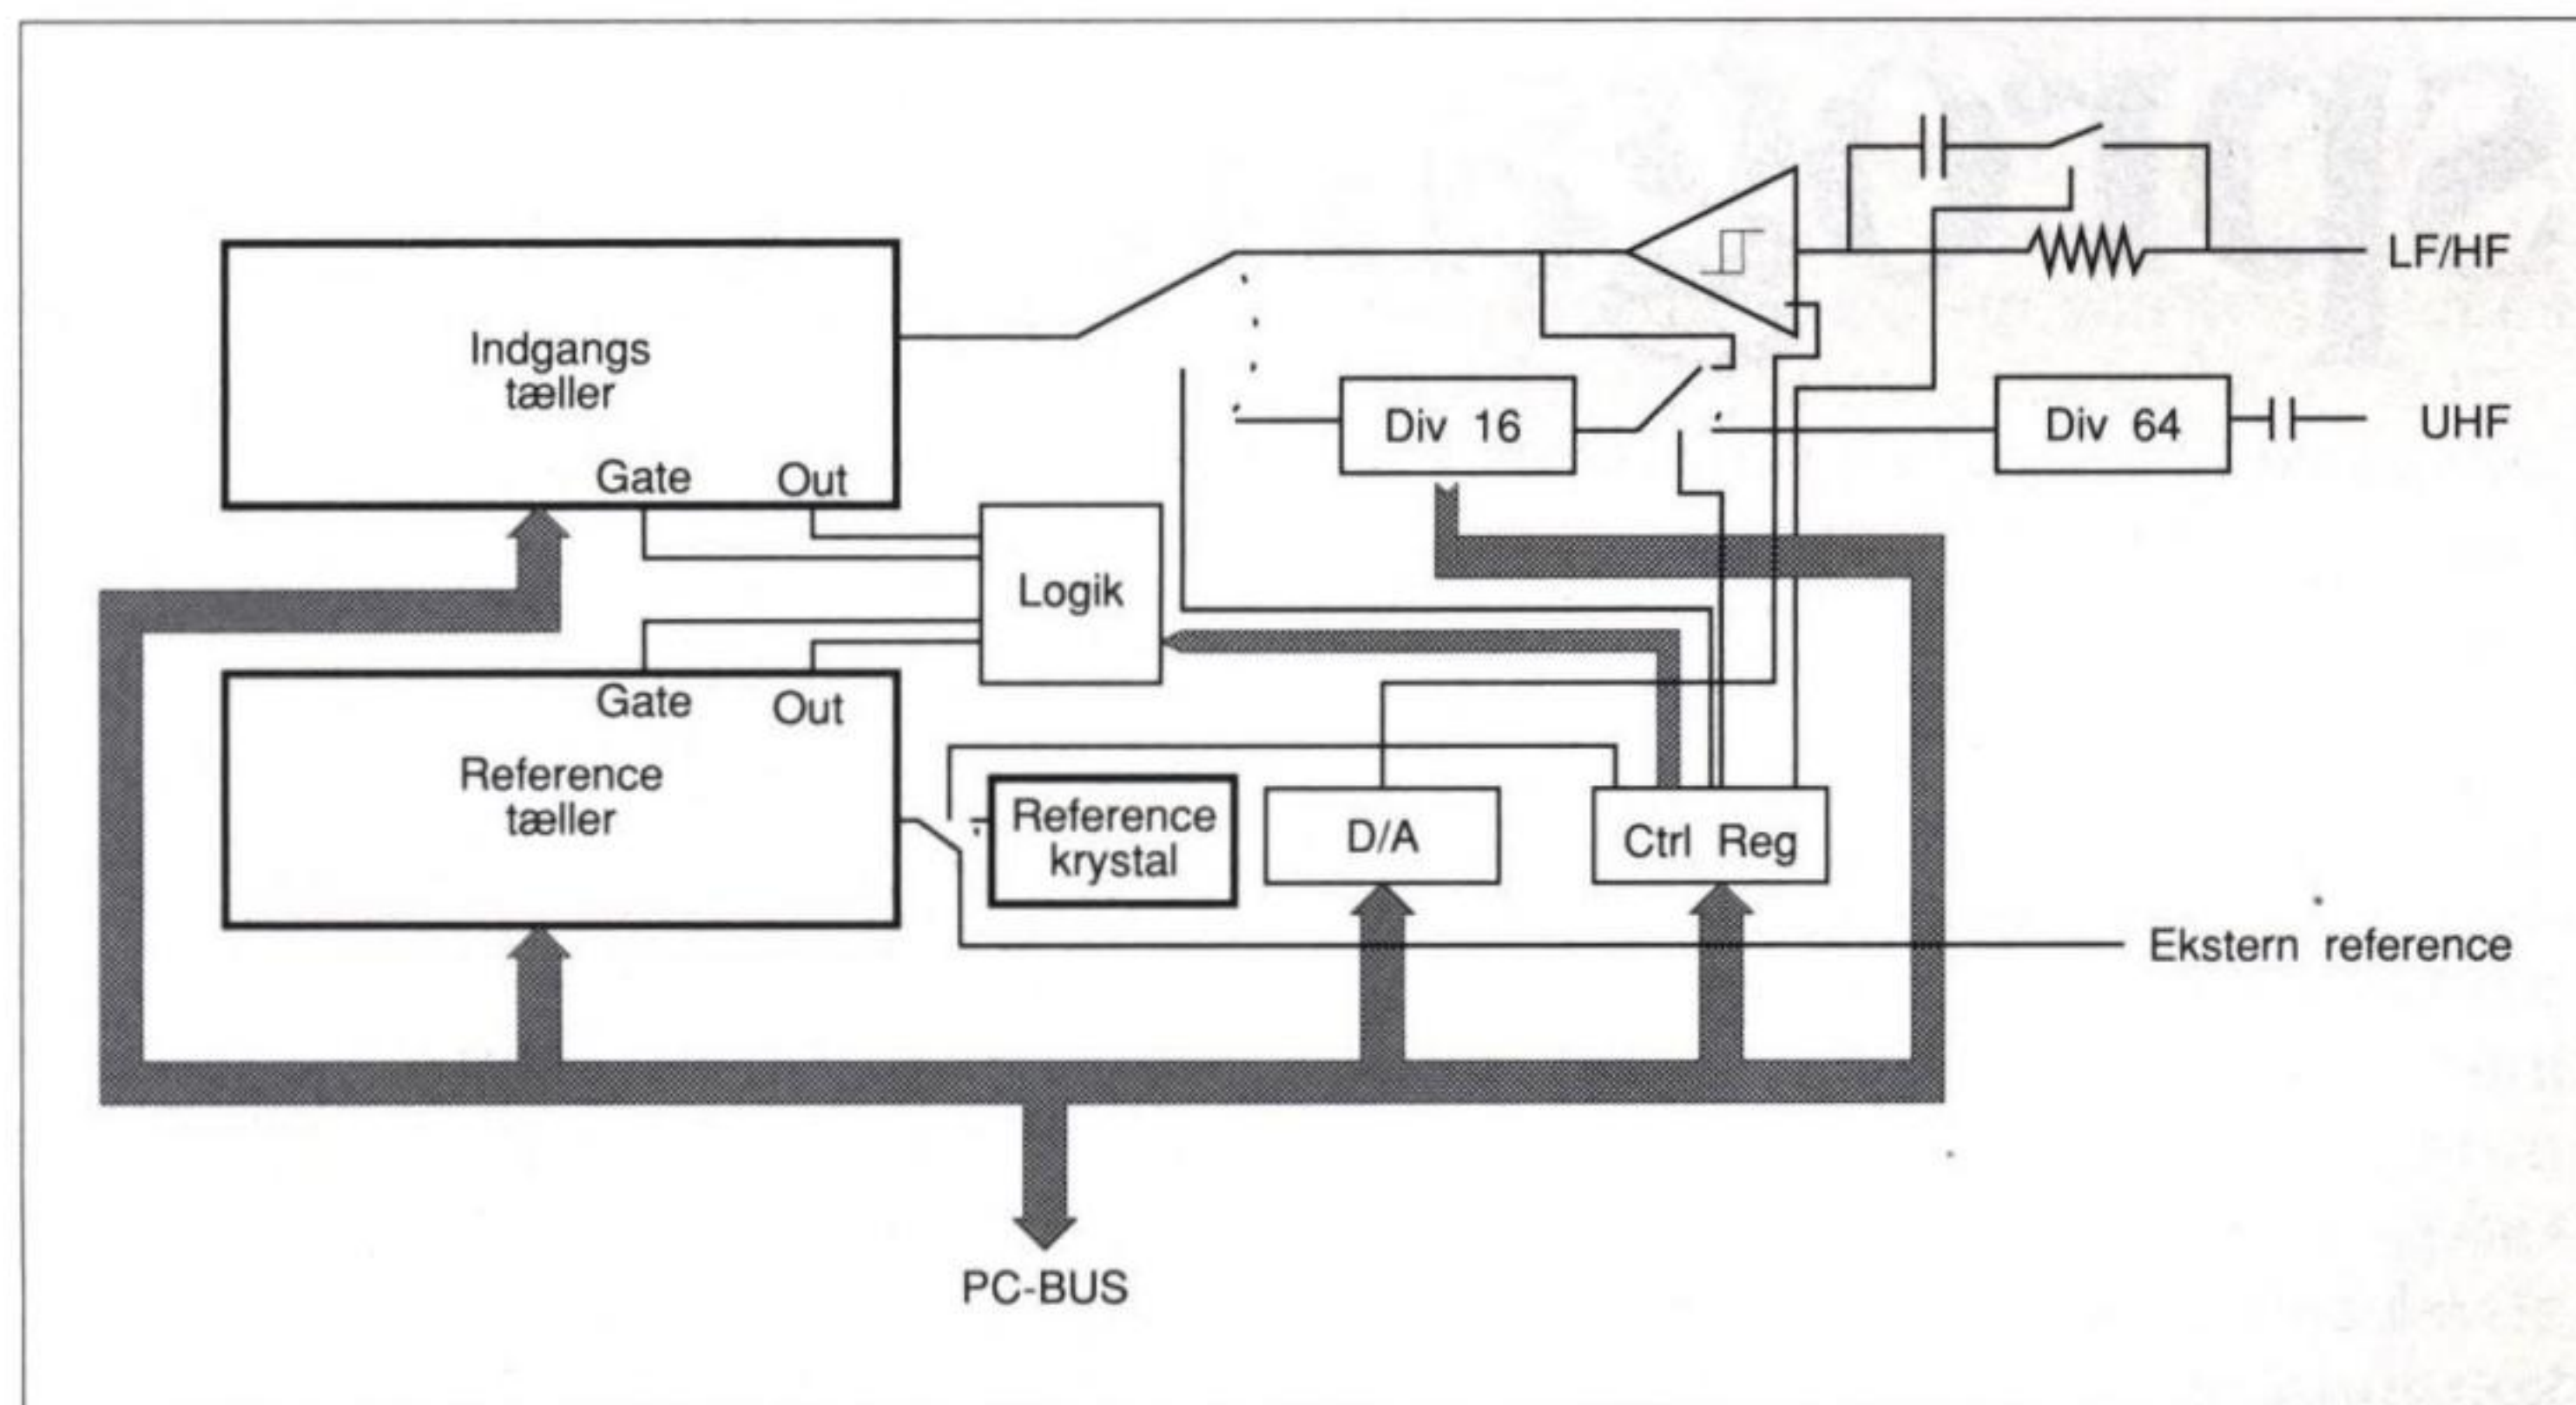 LF/HF
Indgangs
tæller
Div 16
Div 64
UHF
Gate
Out
Logik
Gate
Out
Reference
tæller
Reference
krystal
D/A
Ctrl Reg
Ekstern reference
PC-BUS